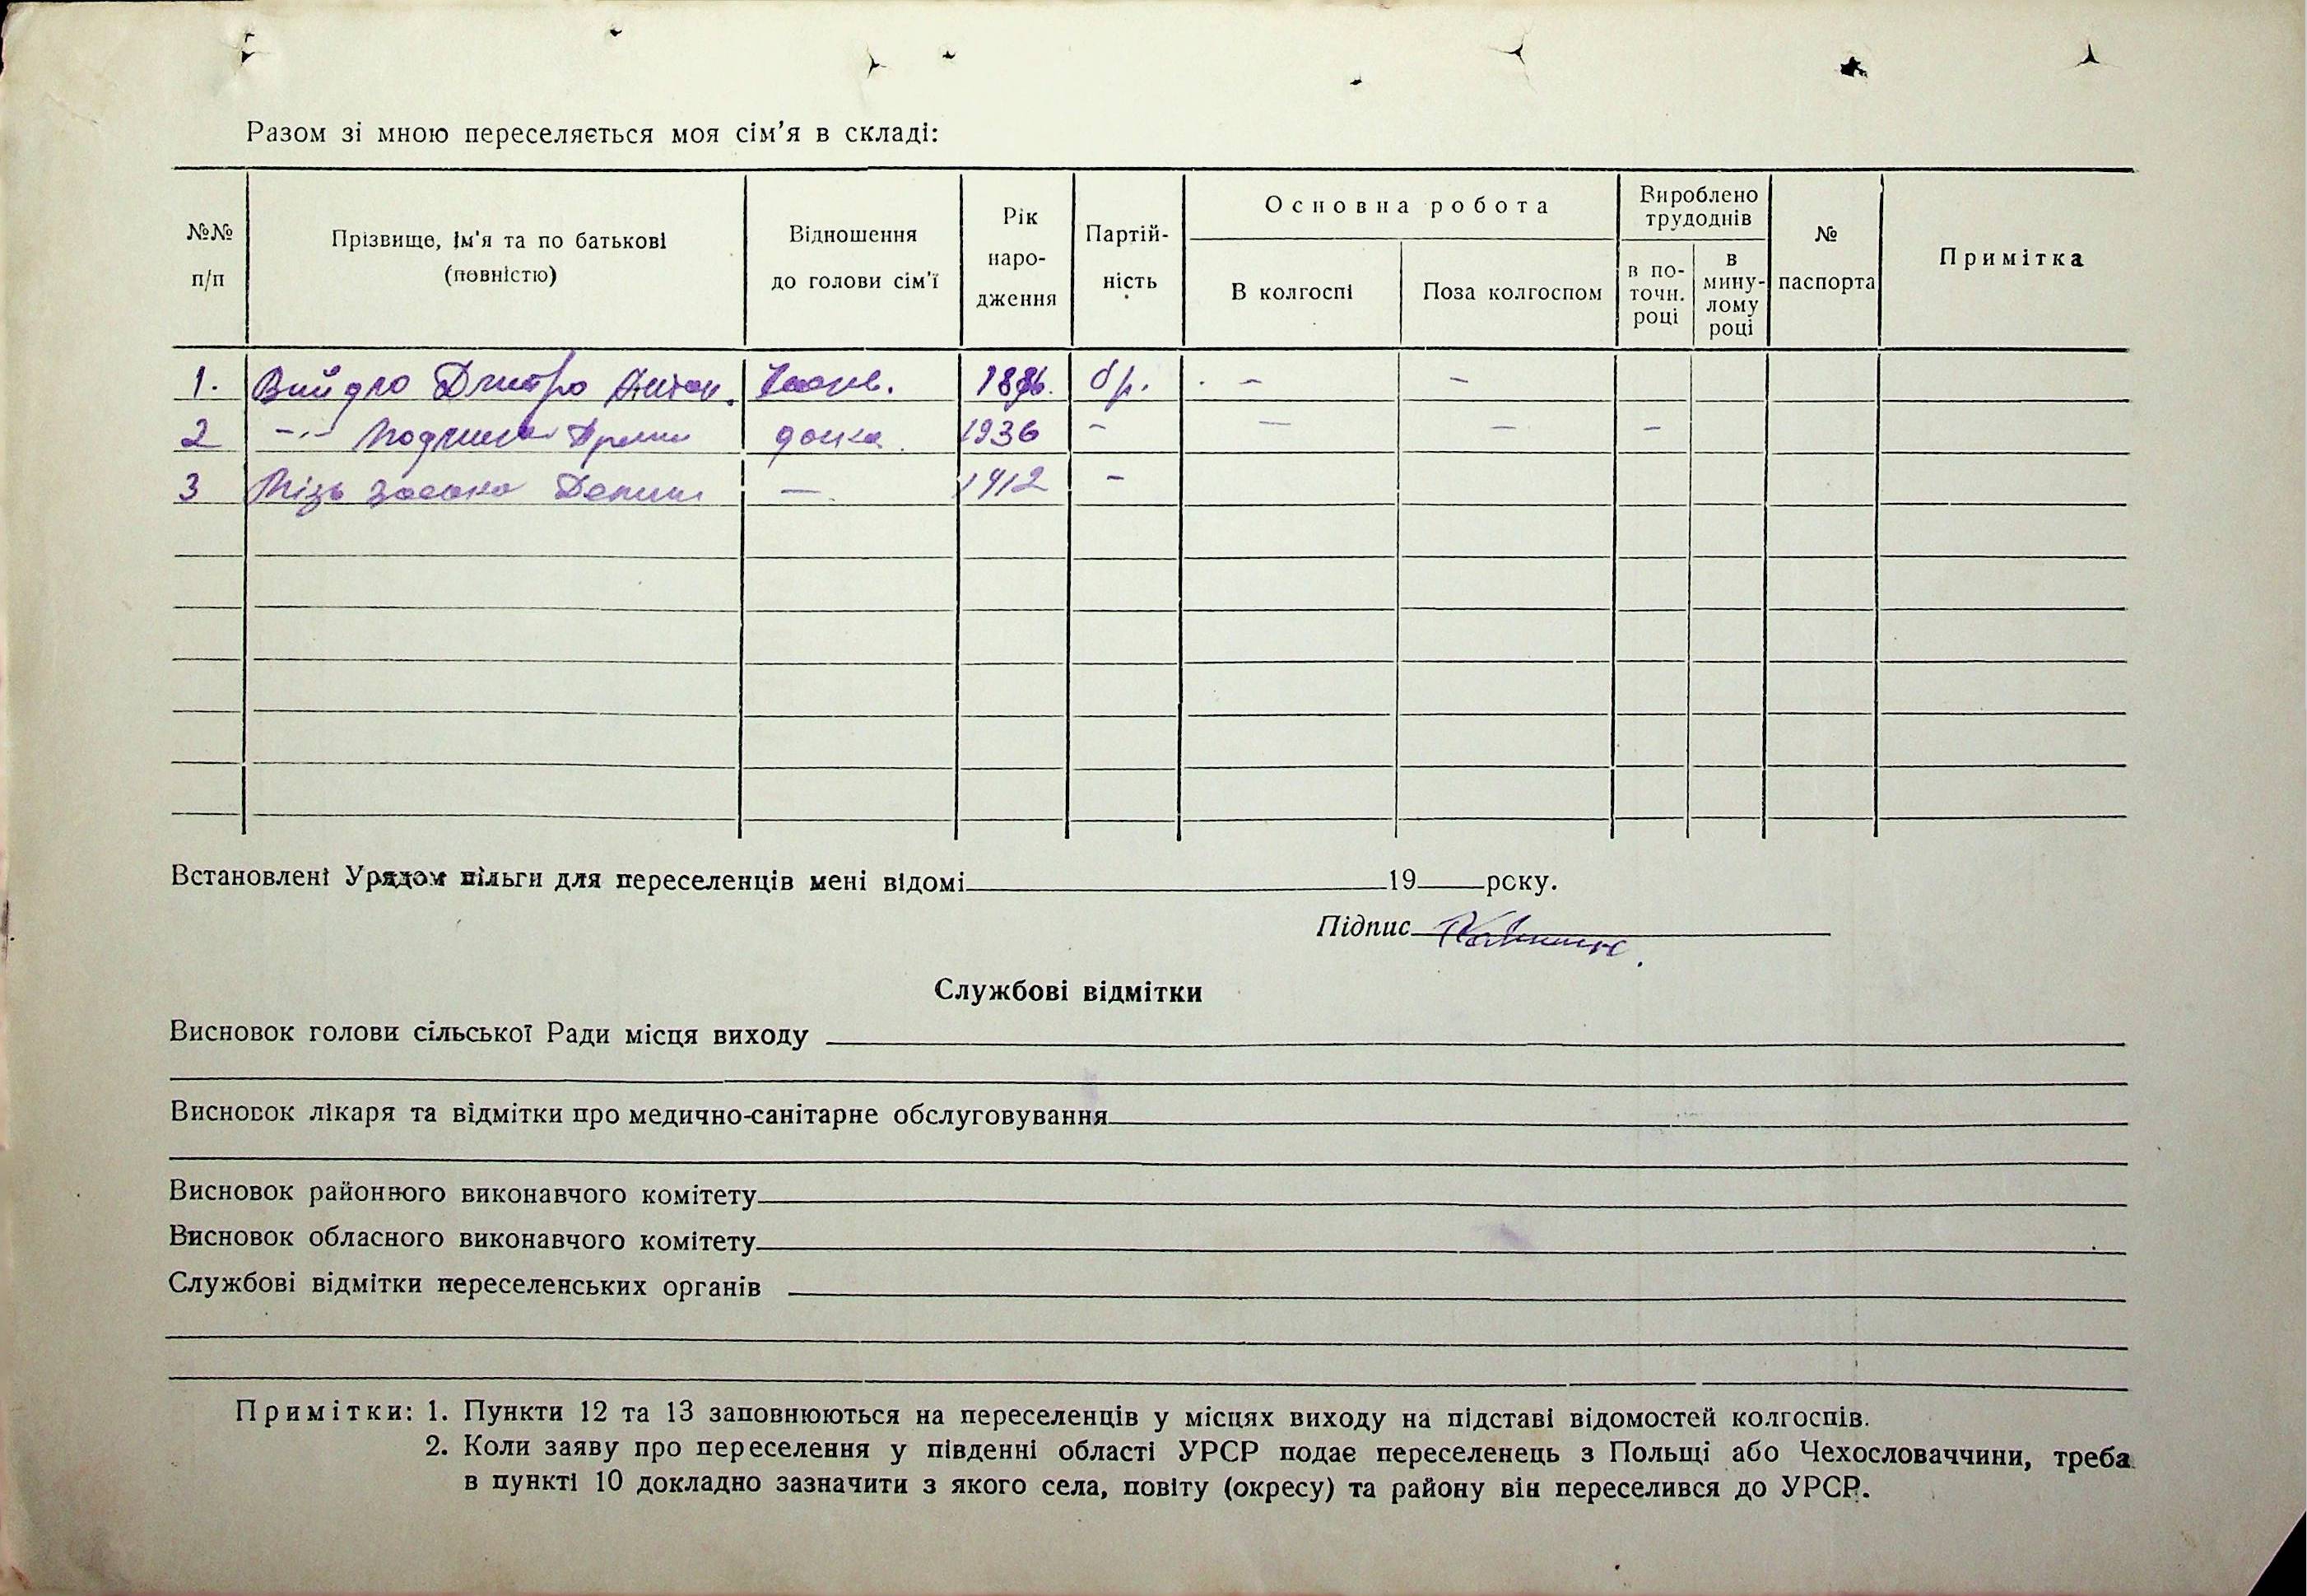 Разом зі мною переселяється моя сім'я в складі:
№№ п/п
Прізвище, ім'я та по батькові (повністю)
Відношення до голови сім'ї
Рік народження
Партійність
Основна робота
В колгоспі
Поза колгоспом
Вироблено трудоднів
в поточн. році
в минулому році
№ паспорта
Примітка
1. Дмитро 18 бр. - -
2 -"- дочка 1936 - - - -
3 - 1912 -
Встановлені Урядом пільги для переселенців мені відомі 19 року.
Підпис
Службові відмітки
Висновок голови сільської Ради місця виходу
Висновок лікаря та відмітки про медично-санітарне обслуговування
Висновок районного виконавчого комітету
Висновок обласного виконавчого комітету
Службові відмітки переселенських органів
Примітки: 1. Пункти 12 та 13 заповнюються на переселенців у місцях виходу на підставі відомостей колгоспів.
2. Коли заяву про переселення у південні області УРСР подає переселенець з Польщі або Чехословаччини, треба
в пункті 10 докладно зазначити з якого села, повіту (окресу) та району він переселився до УРСР.